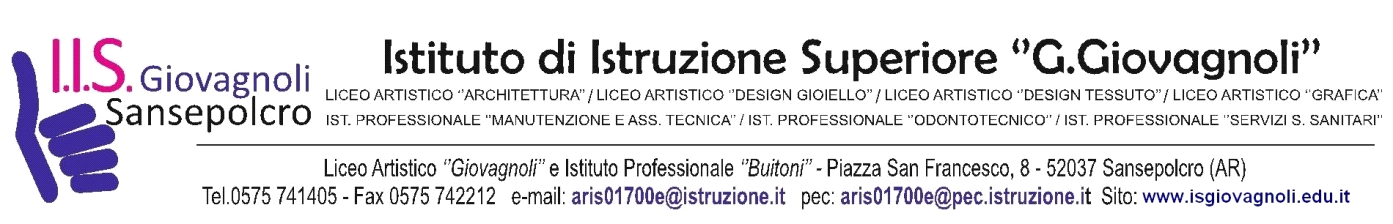 I.I.S. Giovagnoli
Sansepolcro
Istituto di Istruzione Superiore ‘’G.Giovagnoli’’
LICEO ARTISTICO ‘’ARCHITETTURA’’ / LICEO ARTISTICO ‘’DESIGN GIOIELLO’’ / LICEO ARTISTICO ‘’DESIGN TESSUTO’’ / LICEO ARTISTICO ‘’GRAFICA’’
IST. PROFESSIONALE ‘’MANUTENZIONE E ASS. TECNICA’’ / IST. PROFESSIONALE ‘’ODONTOTECNICO’’ / IST. PROFESSIONALE ‘’SERVIZI S. SANITARI’’
Liceo Artistico ‘’Giovagnoli’’ e Istituto Professionale ‘’Buitoni’’ - Piazza San Francesco, 8 - 52037 Sansepolcro (AR)
Tel.0575 741405 - Fax 0575 742212 e-mail: aris01700e@istruzione.it pec: aris01700e@pec.istruzione.it Sito: www.isgiovagnoli.edu.it